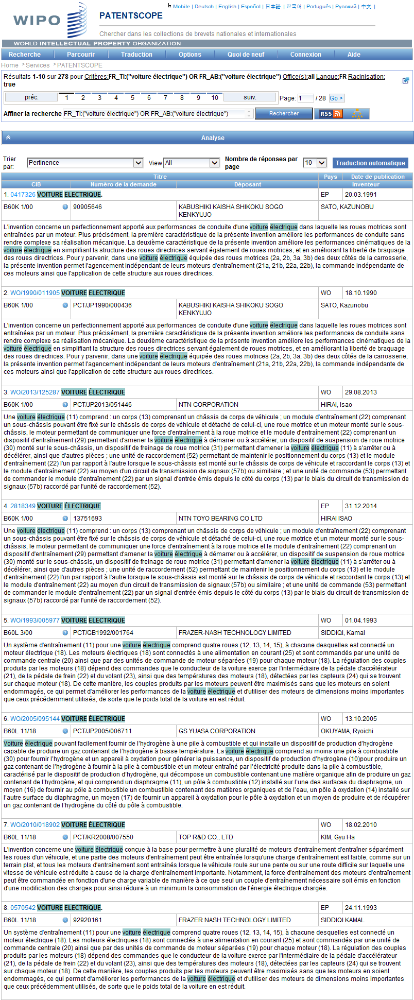 Mobile | Deutsch | English | Español | 日本語 | 한국어 | Português | Русский | 中文 |
WIPO
PATENTSCOPE
Chercher dans les collections de brevets nationales et internationales
WORLD INTELLECTUAL PROPERTY ORGANIZATION
Recherche Parcourir Traduction Options Quoi de neuf Connexion Aide
Home >Services >PATENTSCOPE
Résultats 1-10 sur 278 pour Critères:FR_TI:("voiture électrique") OR FR_AB:("voiture électrique") Office(s):all Langue:FR Racinisation:
true
préc. 1 2 3 4 5 6 7 8 9 10 suiv. Page: 1 / 28 Go >
Affiner la recherche FR_TI:("voiture électrique") OR FR_AB:("voiture électrique") Rechercher RSS
Analyse
Trier par: Pertinence View All Nombre de réponses par page 10 Traduction automatique
Titre Pays Date de publication
CIB Numéro de la demande Déposant Inventeur
1. 0417326 VOITURE ELECTRIQUE. EP 20.03.1991
B60K 1/00 90905646 KABUSHIKI KAISHA SHIKOKU SOGO KENKYUJO SATO, KAZUNOBU
L'invention concerne un perfectionnement apporté aux performances de conduite d'une voiture électrique dans laquelle les roues motrices sont
entraînées par un moteur. Plus précisément, la première caractéristique de la présente invention améliore les performances de conduite sans
rendre complexe sa réalisation mécanique. La deuxième caractéristique de la présente invention améliore les performances cinématiques de la
voiture électrique en simplifiant la structure des roues directrices servant également de roues motrices, et en améliorant la liberté de braquage
des roues directrices. Pour y parvenir, dans une voiture électrique équipée des roues motrices (2a, 2b, 3a, 3b) des deux côtés de la carrosserie,
la présente invention permet l'agencement indépendant de leurs moteurs d'entraînement (21a, 21b, 22a, 22b), la commande indépendante de
ces moteurs ainsi que l'application de cette structure aux roues directrices.
2. WO/1990/011905 VOITURE ELECTRIQUE WO 18.10.1990
B60K 1/00 PCT/JP1990/000436 KABUSHIKI KAISHA SHIKOKU SOGO KENKYUJO SATO, Kazunobu
L'invention concerne un perfectionnement apporté aux performances de conduite d'une voiture électrique dans laquelle les roues motrices sont
entraînées par un moteur. Plus précisément, la première caractéristique de la présente invention améliore les performances de conduite sans
rendre complexe sa réalisation mécanique. La deuxième caractéristique de la présente invention améliore les performances cinématiques de la
voiture électrique en simplifiant la structure des roues directrices servant également de roues motrices, et en améliorant la liberté de braquage
des roues directrices. Pour y parvenir, dans une voiture électrique équipée des roues motrices (2a, 2b, 3a, 3b) des deux côtés de la carrosserie,
la présente invention permet l'agencement indépendant de leurs moteurs d'entraînement (21a, 21b, 22a, 22b), la commande indépendante de
ces moteurs ainsi que l'application de cette structure aux roues directrices.
3. WO/2013/125287 VOITURE ÉLECTRIQUE WO 29.08.2013
B60K 1/00 PCT/JP2013/051446 NTN CORPORATION HIRAI, Isao
Une voiture électrique (11) comprend : un corps (13) comprenant un châssis de corps de véhicule ; un module d'entraînement (22) comprenant
un sous-châssis pouvant être fixé sur le châssis de corps de véhicule et détaché de celui-ci, une roue motrice et un moteur monté sur le sous-
châssis, le moteur permettant de communiquer une force d'entraînement à la roue motrice et le module d'entraînement (22) comprenant un
dispositif d'entraînement (29) permettant d'amener la voiture électrique à démarrer ou à accélérer, un dispositif de suspension de roue motrice
(30) monté sur le sous-châssis, un dispositif de freinage de roue motrice (31) permettant d'amener la voiture électrique (11) à s'arrêter ou à
décélérer, ainsi que d'autres pièces ; une unité de raccordement (52) permettant de maintenir le positionnement du corps (13) et le module
d'entraînement (22) l'un par rapport à l'autre lorsque le sous-châssis est monté sur le châssis de corps de véhicule et raccordant le corps (13) et
le module d'entraînement (22) au moyen d'un circuit de transmission de signaux (57b) ou similaire ; et une unité de commande (53) permettant
de commander le module d'entraînement (22) par un signal d'entrée émis depuis le côté du corps (13) par le biais du circuit de transmission de
signaux (57b) raccordé par l'unité de raccordement (52).
4. 2818349 VOITURE ÉLECTRIQUE EP 31.12.2014
B60K 1/00 13751693 NTN TOYO BEARING CO LTD HIRAI ISAO
Une voiture électrique (11) comprend : un corps (13) comprenant un châssis de corps de véhicule ; un module d'entraînement (22) comprenant
un sous-châssis pouvant être fixé sur le châssis de corps de véhicule et détaché de celui-ci, une roue motrice et un moteur monté sur le sous-
châssis, le moteur permettant de communiquer une force d'entraînement à la roue motrice et le module d'entraînement (22) comprenant un
dispositif d'entraînement (29) permettant d'amener la voiture électrique à démarrer ou à accélérer, un dispositif de suspension de roue motrice
(30) monté sur le sous-châssis, un dispositif de freinage de roue motrice (31) permettant d'amener la voiture électrique (11) à s'arrêter ou à
décélérer, ainsi que d'autres pièces ; une unité de raccordement (52) permettant de maintenir le positionnement du corps (13) et le module
d'entraînement (22) l'un par rapport à l'autre lorsque le sous-châssis est monté sur le châssis de corps de véhicule et raccordant le corps (13) et
le module d'entraînement (22) au moyen d'un circuit de transmission de signaux (57b) ou similaire ; et une unité de commande (53) permettant
de commander le module d'entraînement (22) par un signal d'entrée émis depuis le côté du corps (13) par le biais du circuit de transmission de
signaux (57b) raccordé par l'unité de raccordement (52).
5. WO/1993/005977 VOITURE ELECTRIQUE WO 01.04.1993
B60L 3/00 PCT/GB1992/001764 FRAZER-NASH TECHNOLOGY LIMITED SIDDIQI, Kamal
Un système d'entraînement (11) pour une voiture électrique comprend quatre roues (12, 13, 14, 15), à chacune desquelles est connecté un
moteur électrique (18). Les moteurs électriques (18) sont connectés à une alimentation en courant (25) et sont commandés par une unité de
commande centrale (20) ainsi que par des unités de commande de moteur séparées (19) pour chaque moteur (18). La régulation des couples
produits par les moteurs (18) dépend des commandes que le conducteur de la voiture exerce par l'intermédiaire de la pédale d'accélérateur
(21), de la pédale de frein (22) et du volant (23), ainsi que des températures des moteurs (18), détectées par les capteurs (24) qui se trouvent
sur chaque moteur (18). De cette manière, les couples produits par les moteurs peuvent être maximisés sans que les moteurs en soient
endommagés, ce qui permet d'améliorer les performances de la voiture électrique et d'utiliser des moteurs de dimensions moins importantes
que ceux précédemment utilisés, de sorte que le poids total de la voiture en est réduit.
6. WO/2005/095144 VOITURE ÉLECTRIQUE WO 13.10.2005
B60L 11/18 PCT/JP2005/006711 GS YUASA CORPORATION OKUYAMA, Ryoichi
Voiture électrique pouvant facilement fournir de l'hydrogène à une pile à combustible et qui installe un dispositif de production d'hydrogène
capable de produire un gaz contenant de l'hydrogène à basse température. La voiture électrique comprend au moins une pile à combustible
(30) pour fournir l'hydrogène et un appareil à oxydation pour générer la puissance, un dispositif de production d'hydrogène (10)pour produire un
gaz contenant de l'hydrogène à fournir à la pile à combustible et un moteur entraîné par l'électricité produite dans la pile à combustible,
caractérisé par le dispositif de production d'hydrogène, qui décompose un combustible contenant une matière organique afin de produire un gaz
contenant de l'hydrogène, et qui comprend un diaphragme (11), un pôle à combustible (12) installé sur l'une des surfaces du diaphragme, un
moyen (16) de fournir au pôle à combustible un combustible contenant des matières organiques et de l'eau, un pôle à oxydation (14) installé sur
l'autre surface du diaphragme, un moyen (17) de fournir un appareil à oxydation pour le pôle à oxydation et un moyen de produire et de récupérer
un gaz contenant de l'hydrogène du côté du pôle à combustible.
7. WO/2010/018902 VOITURE ÉLECTRIQUE WO 18.02.2010
B60L 11/18 PCT/KR2008/007550 TOP R&D CO., LTD KIM, Gyu Ha
L'invention concerne une voiture électrique conçue à la base pour permettre à une pluralité de moteurs d'entraînement d'entraîner séparément
les roues d'un véhicule, et une partie des moteurs d'entraînement peut être entraînée lorsqu'une charge d'entraînement est faible, comme sur un
terrain plat, et tous les moteurs d'entraînement sont entraînés lorsque le véhicule roule sur une pente ou sur une route difficile sur laquelle une
vitesse de véhicule est réduite à cause de la charge d'entraînement importante. Notamment, la force d'entraînement des moteurs d'entraînement
peut être commandée en fonction d'une charge variable de manière à ce que seul un couple d'entraînement nécessaire soit émis en fonction
d'une modification des charges pour ainsi réduire à un minimum la consommation de l'énergie électrique chargée.
8. 0570542 VOITURE ELECTRIQUE. EP 24.11.1993
B60L 11/18 92920161 FRAZER NASH TECHNOLOGY LIMITED SIDDIQI KAMAL
Un système d'entraînement (11) pour une voiture électrique comprend quatre roues (12, 13, 14, 15), à chacune desquelles est connecté un
moteur électrique (18). Les moteurs électriques (18) sont connectés à une alimentation en courant (25) et sont commandés par une unité de
commande centrale (20) ainsi que par des unités de commande de moteur séparées (19) pour chaque moteur (18). La régulation des couples
produits par les moteurs (18) dépend des commandes que le conducteur de la voiture exerce par l'intermédiaire de la pédale d'accélérateur
(21), de la pédale de frein (22) et du volant (23), ainsi que des températures des moteurs (18), détectées par les capteurs (24) qui se trouvent
sur chaque moteur (18). De cette manière, les couples produits par les moteurs peuvent être maximisés sans que les moteurs en soient
endommagés, ce qui permet d'améliorer les performances de la voiture électrique et d'utiliser des moteurs de dimensions moins importantes
que ceux précédemment utilisés, de sorte que le poids total de la voiture en est réduit.